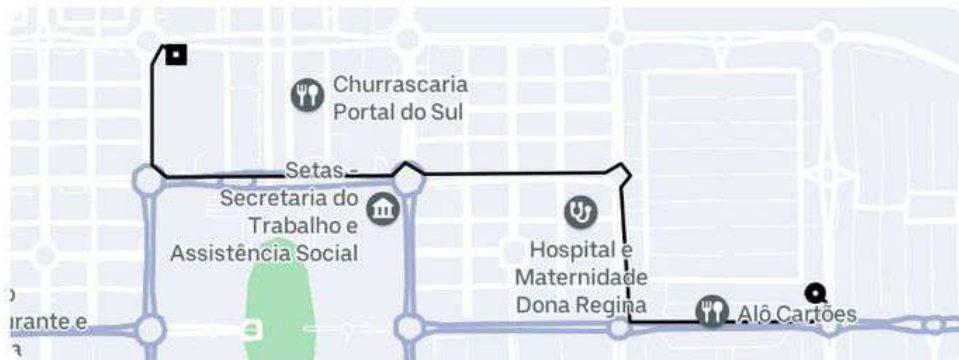 Churrascaria
Portal do Sul
Setas -
Secretaria do
Trabalho e
Assistência Social
Hospital e
Maternidade
Dona Regina
Alô Cartões
urante e